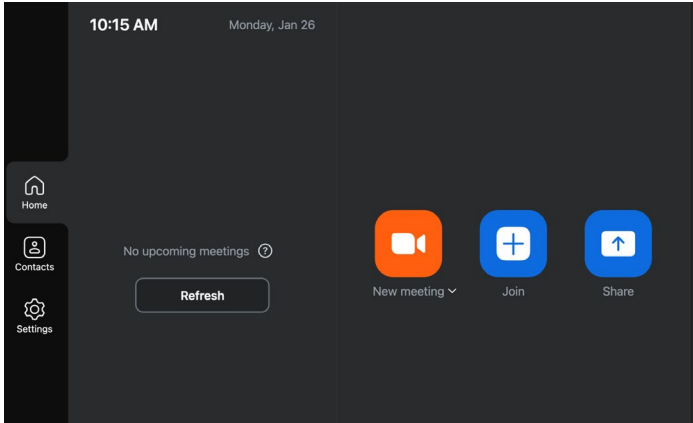 10:15 AM
Monday, Jan 26
Home
Contacts
Settings
No upcoming meetings ?
Refresh
New meeting
Join
Share